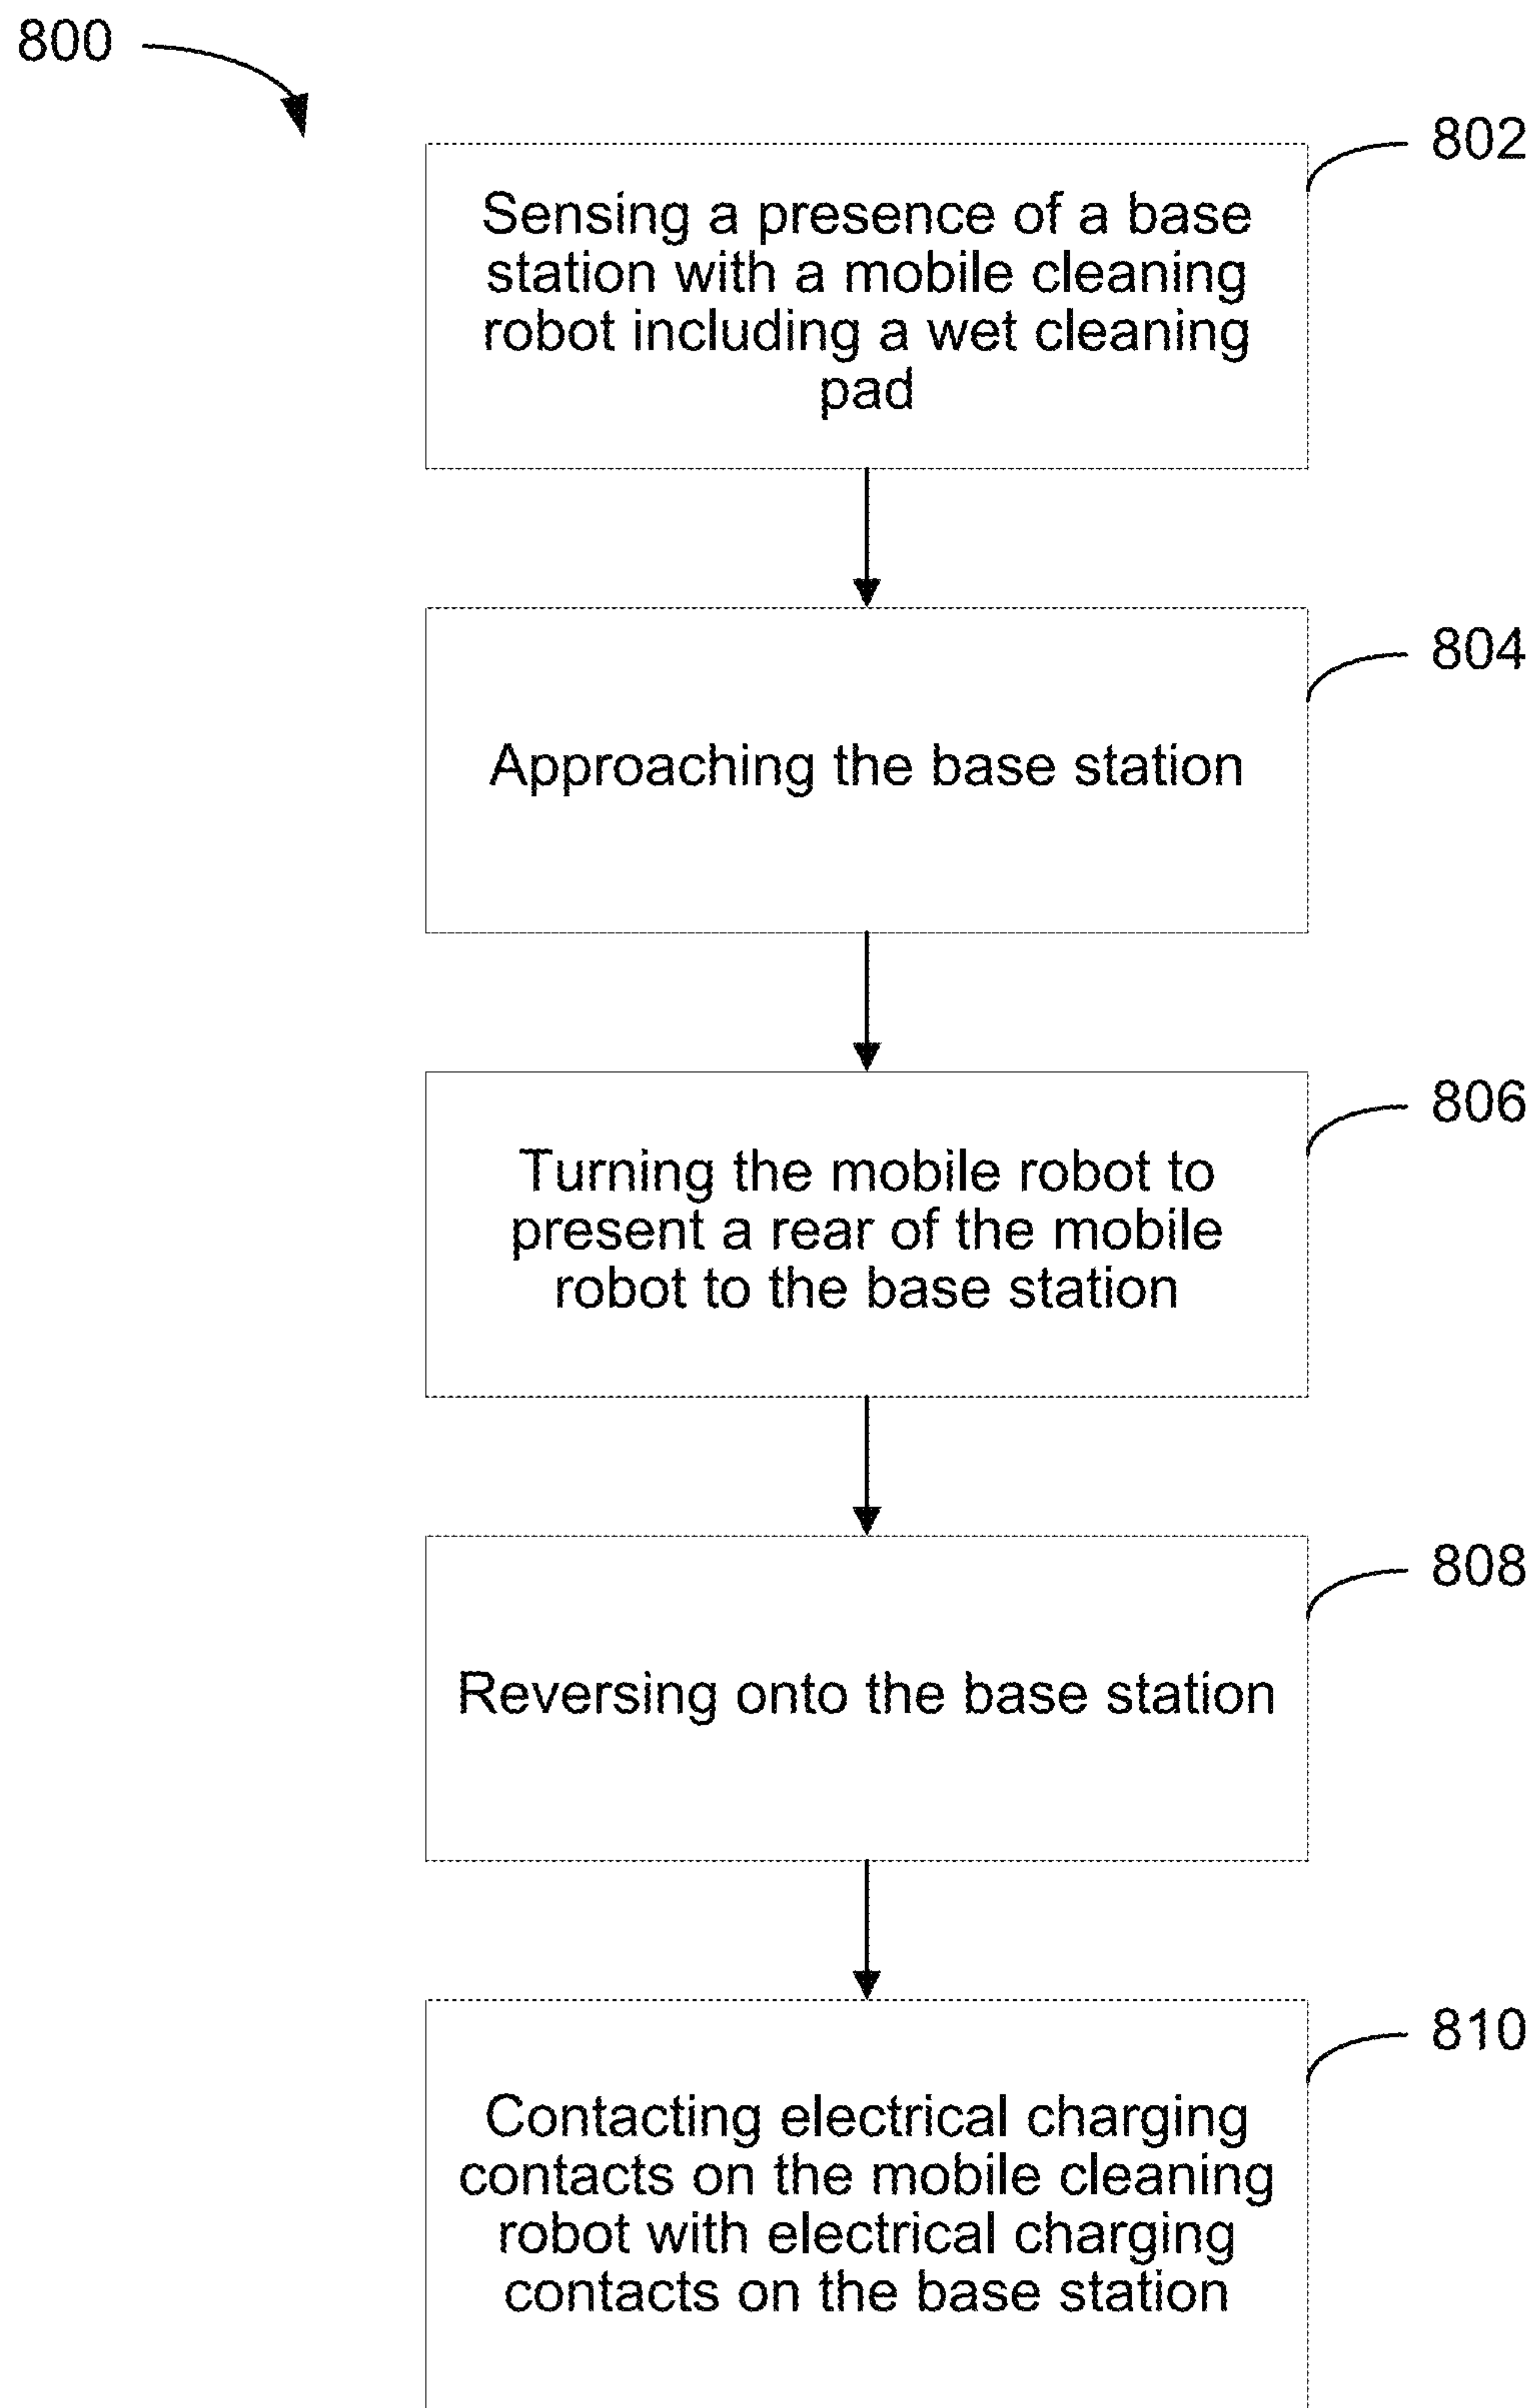 800
802
Sensing a presence of a base
station with a mobile cleaning
robot including a wet cleaning
pad
804
Approaching the base station
806
Turning the mobile robot to
present a rear of the mobile
robot to the base station
808
Reversing onto the base station
810
Contacting electrical charging
contacts on the mobile cleaning
robot with electrical charging
contacts on the base station